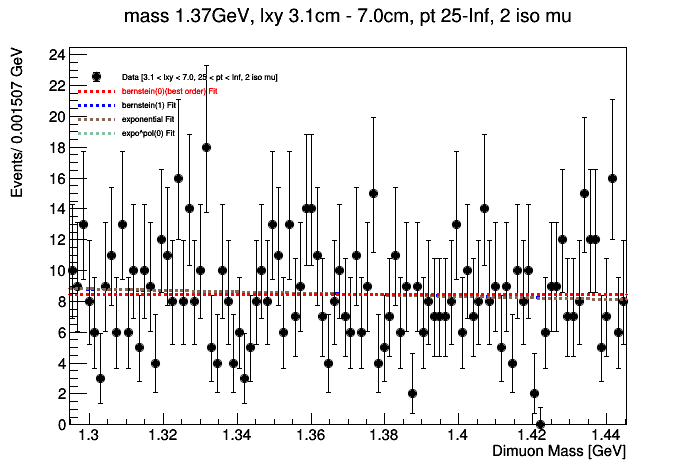 mass 1.37GeV, lxy 3.1cm - 7.0cm, pt 25-Inf, 2 iso mu
Events/ 0.001507 GeV
24
22
20
18
16
14
12
10
8
6
4
2
0
Data [3.1 < lxy < 7.0, 25 < pt < Inf, 2 iso mu]
bernstein(0)(best order) Fit
bernstein(1) Fit
exponential Fit
expo^pol(0) Fit
1.3 1.32 1.34 1.36 1.38 1.4 1.42 1.44
Dimuon Mass [GeV]